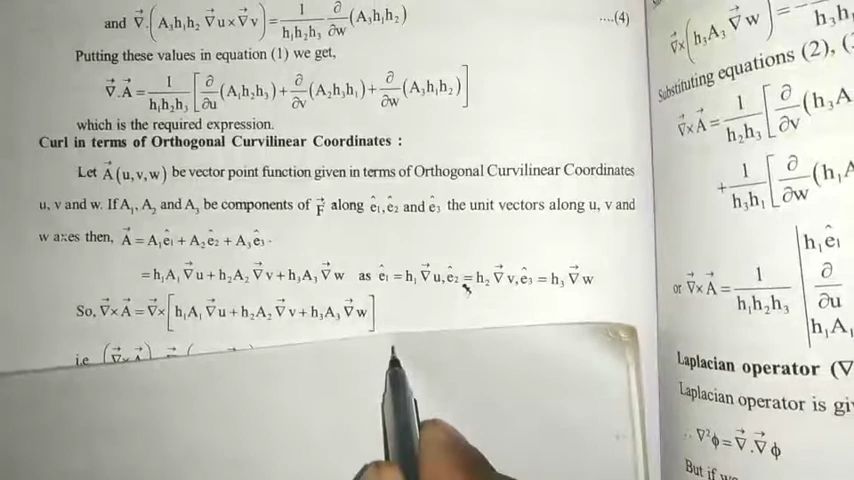 and ∇⃗.(A₃h₁h₂ ∇⃗u×∇⃗v) = 1/(h₁h₂h₃) ∂/∂w (A₃h₁h₂) ....(4)
Putting these values in equation (1) we get,
∇⃗.A⃗ = 1/(h₁h₂h₃) [∂/∂u (A₁h₂h₃) + ∂/∂v (A₂h₃h₁) + ∂/∂w (A₃h₁h₂)]
which is the required expression.
Curl in terms of Orthogonal Curvilinear Coordinates :
Let A⃗(u,v,w) be vector point function given in terms of Orthogonal Curvilinear Coordinates
u, v and w. If A₁, A₂ and A₃ be components of F⃗ along ê₁,ê₂ and ê₃ the unit vectors along u, v and
w axes then, A⃗ = A₁ê₁ + A₂ê₂ + A₃ê₃.
= h₁A₁ ∇⃗u + h₂A₂ ∇⃗v + h₃A₃ ∇⃗w as ê₁ = h₁ ∇⃗u, ê₂ = h₂ ∇⃗v, ê₃ = h₃ ∇⃗w
So, ∇⃗×A⃗ = ∇⃗×[h₁A₁ ∇⃗u + h₂A₂ ∇⃗v + h₃A₃ ∇⃗w]
i.e (∇⃗×A⃗) =
∇⃗×(h₃A₃ ∇⃗w) = -
h₃h₁
Substituting equations (2), (
∇⃗×A⃗ = 1/(h₂h₃) [∂/∂v (h₃A
+ 1/(h₃h₁) [∂/∂w (h₁A
or ∇⃗×A⃗ = 1/(h₁h₂h₃) | h₁ê₁
∂/∂u
h₁A₁
Laplacian operator (∇
Laplacian operator is gi
∴ ∇²ϕ = ∇⃗.∇⃗ϕ
But if